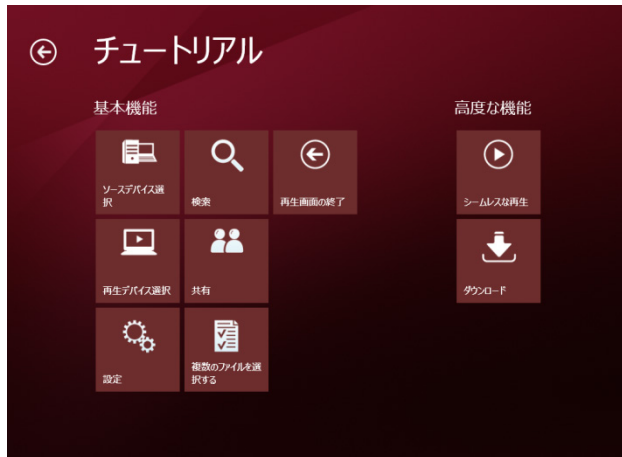 チュートリアル
基本機能
ソースデバイス選
択
検索
再生画面の終了
再生デバイス選択
共有
設定
複数のファイルを選
択する
高度な機能
シームレスな再生
ダウンロード